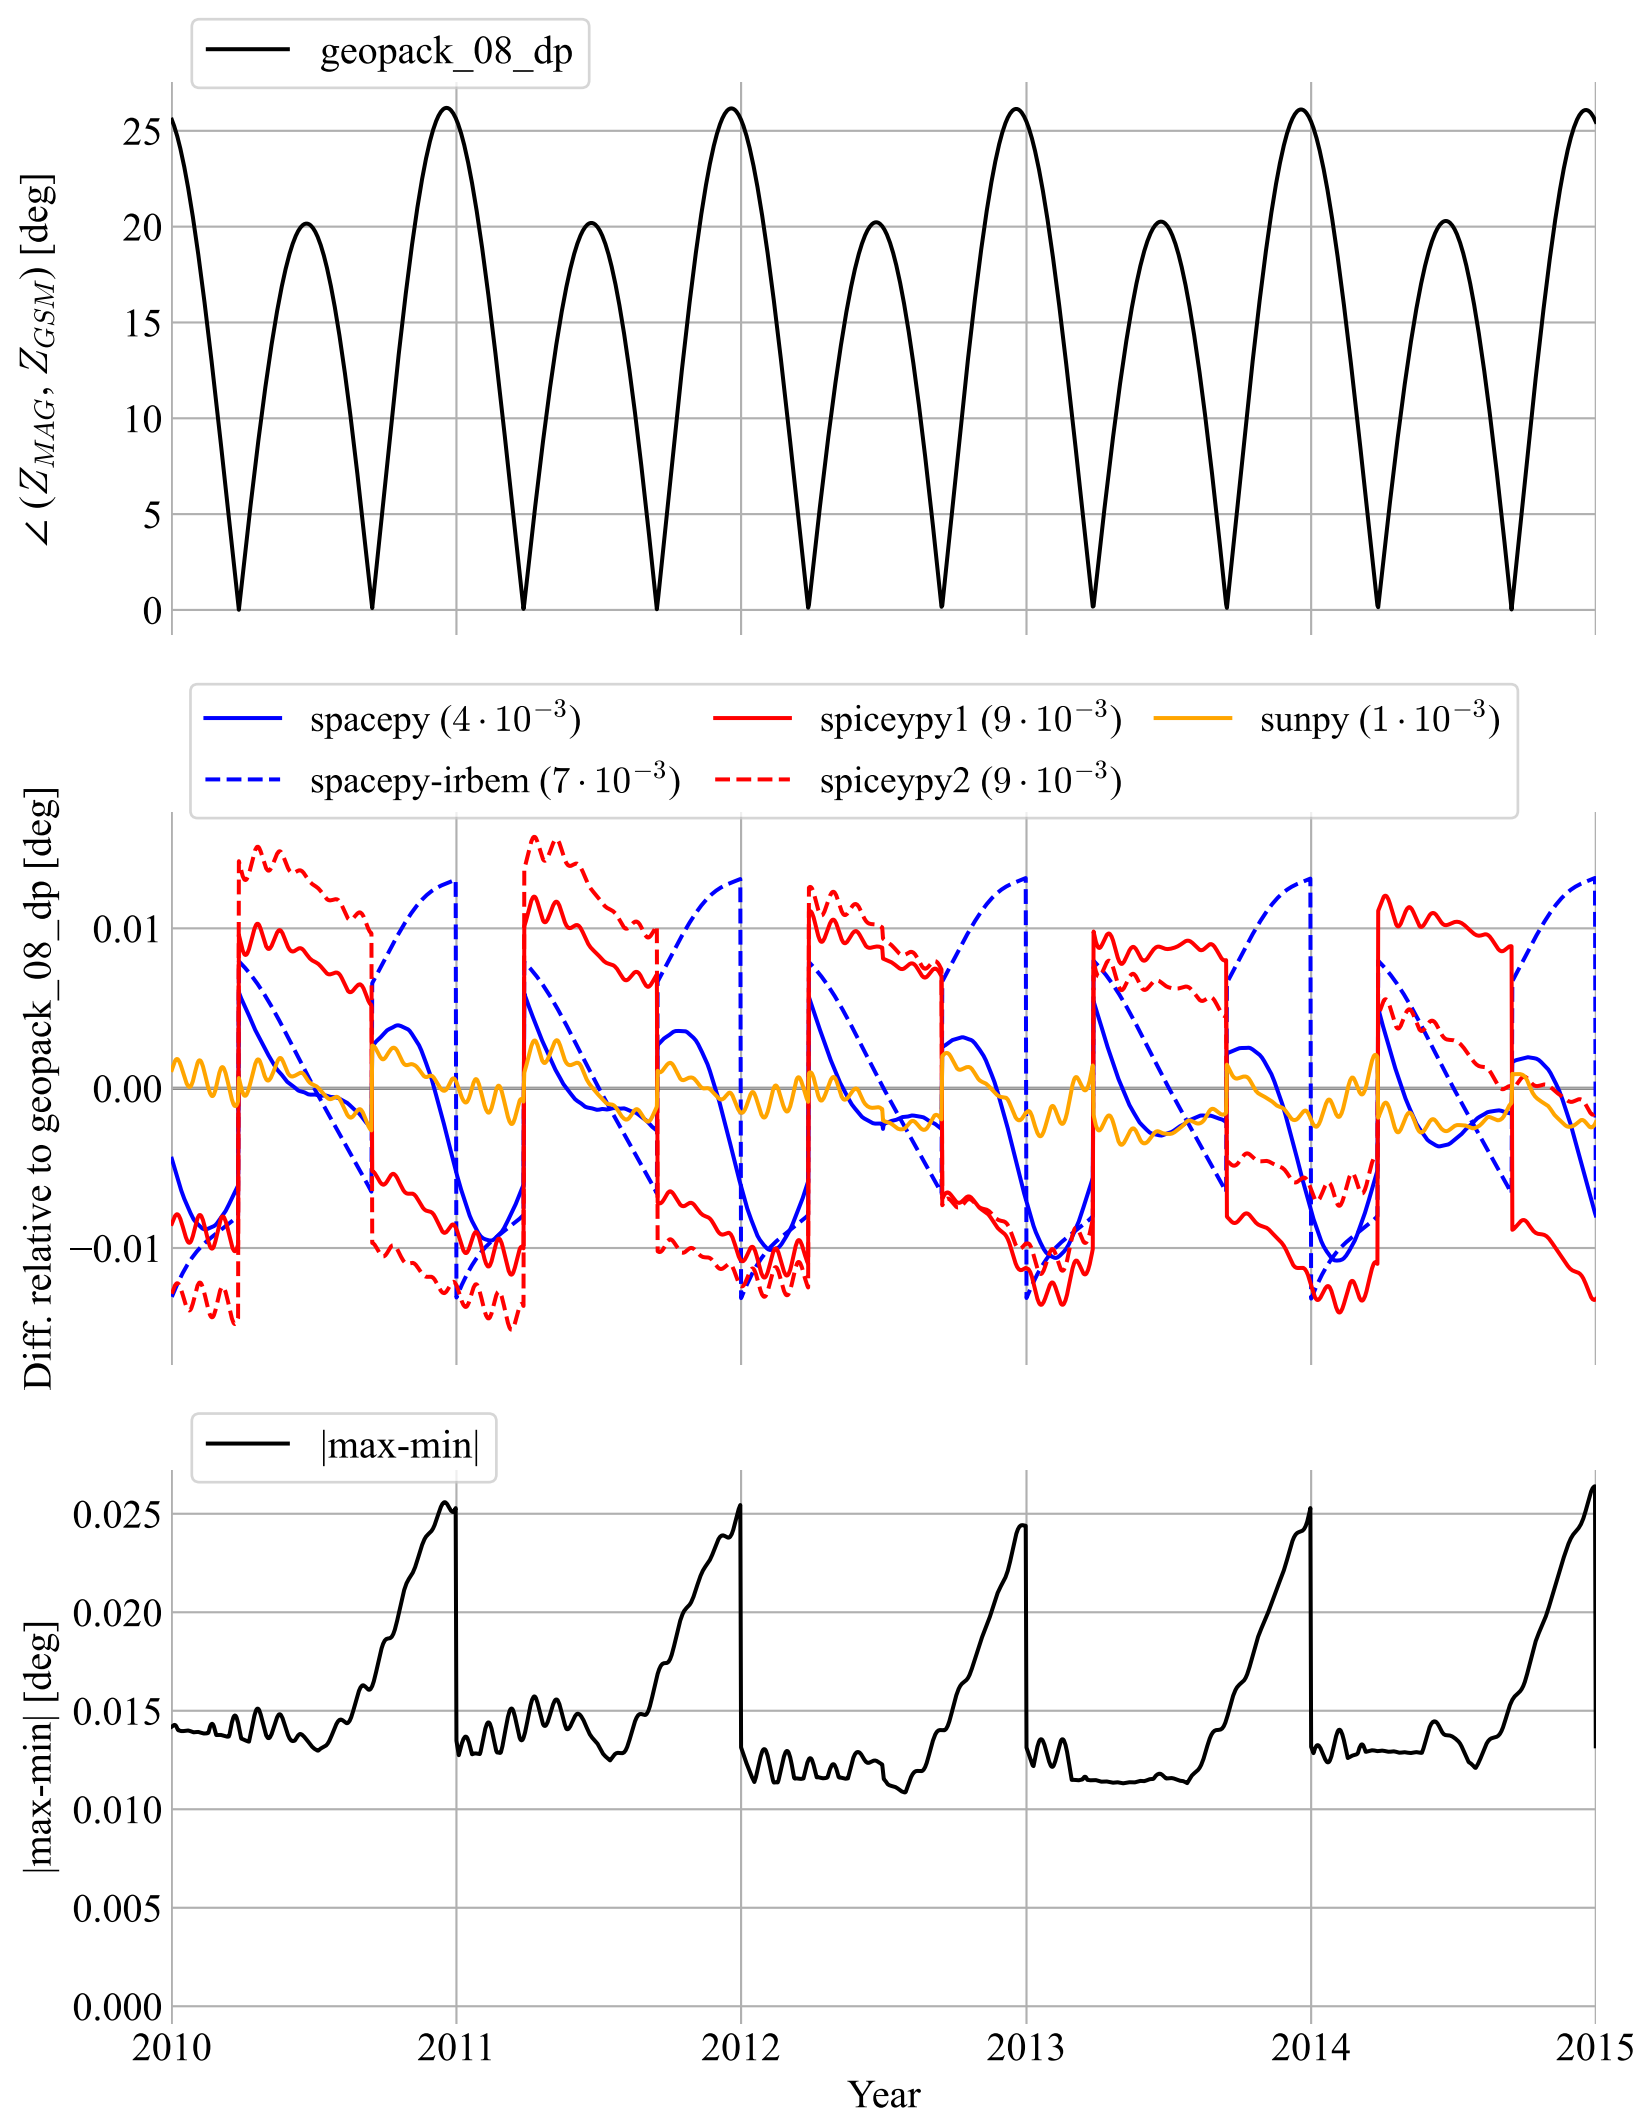 geopack_08_dp
∠ (Z_MAG, Z_GSM) [deg]
25
20
15
10
5
0
spacepy (4 · 10⁻³)
spiceypy1 (9 · 10⁻³)
sunpy (1 · 10⁻³)
spacepy-irbem (7 · 10⁻³)
spiceypy2 (9 · 10⁻³)
Diff. relative to geopack_08_dp [deg]
0.01
0.00
−0.01
|max-min|
|max-min| [deg]
0.025
0.020
0.015
0.010
0.005
0.000
2010 2011 2012 2013 2014 2015
Year